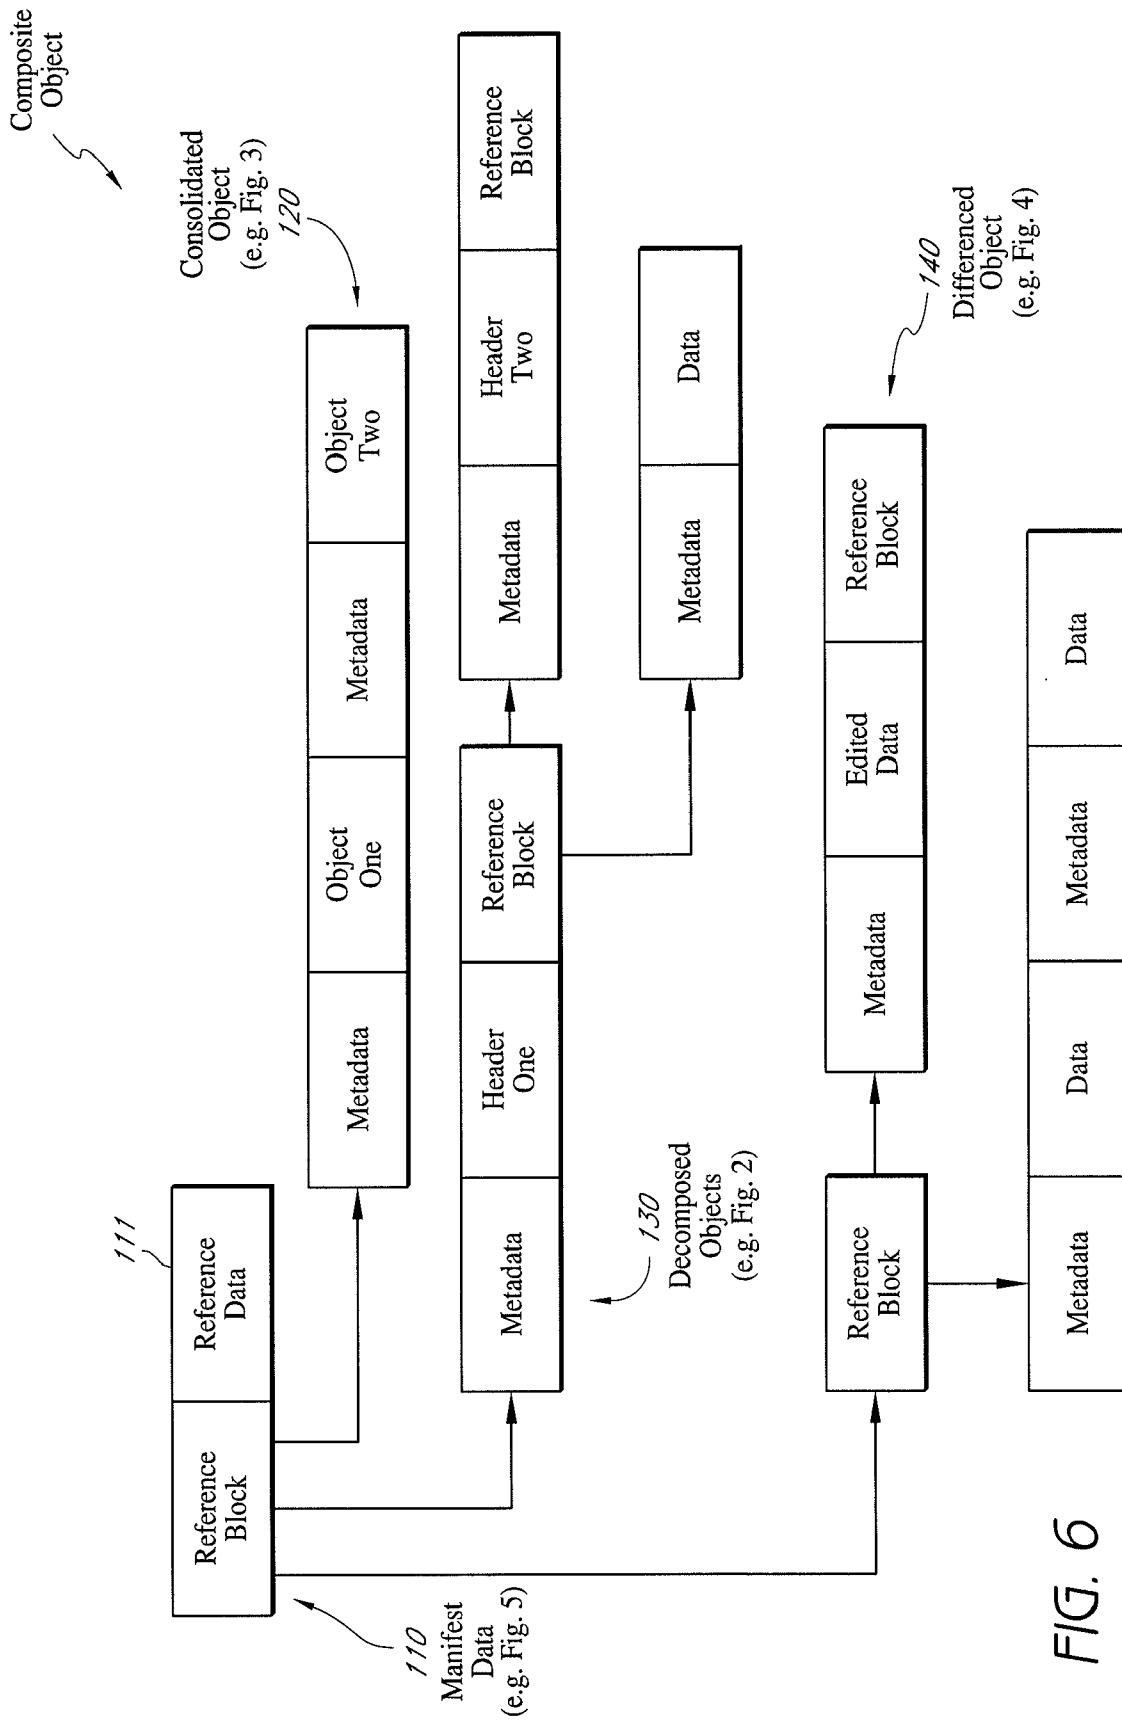 Composite
Object
Consolidated
Object
(e.g. Fig. 3)
120
111
Reference
Block
Reference
Data
110
Manifest
Data
(e.g. Fig. 5)
Metadata
Object
One
Metadata
Object
Two
Metadata
Header
One
Reference
Block
Metadata
Header
Two
Reference
Block
Metadata
Data
130
Decomposed
Objects
(e.g. Fig. 2)
Reference
Block
Metadata
Edited
Data
Reference
Block
140
Differenced
Object
(e.g. Fig. 4)
Metadata
Data
Metadata
Data
FIG. 6